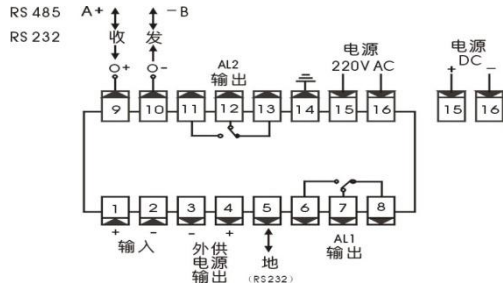 RS 485 A+ －B
RS 232 收 发
+ －
AL2 输出
电源 220V AC
电源 DC
+ －
9 10 11 12 13 14 15 16 15 16
1 2 3 4 5 6 7 8
+ － － +
输入
外供电源输出
地
(RS232)
AL1 输出